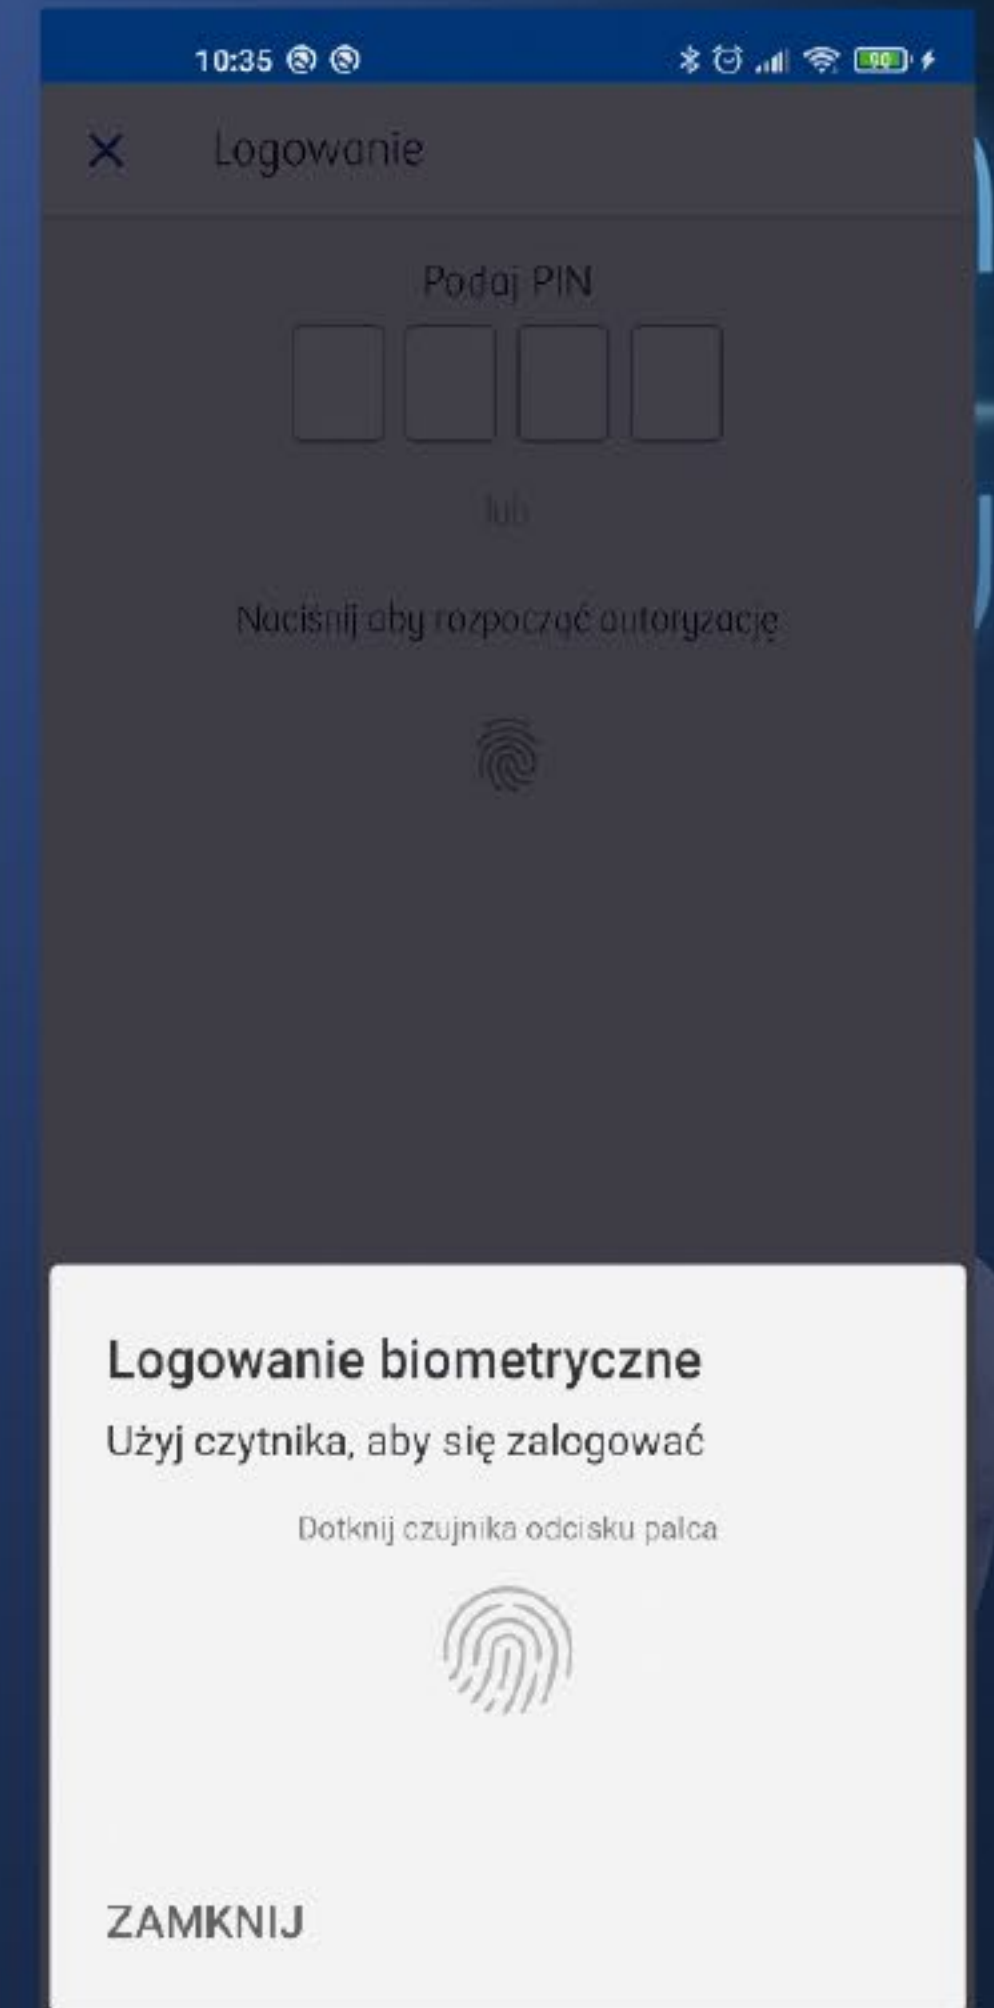 10:35
90
Logowanie
Podaj PIN
lub
Naciśnij aby rozpocząć autoryzację
Logowanie biometryczne
Użyj czytnika, aby się zalogować
Dotknij czujnika odcisku palca
ZAMKNIJ